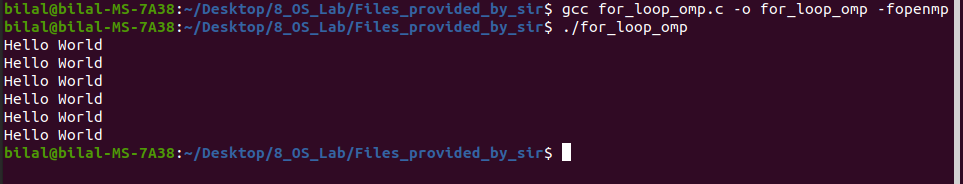 bilal@bilal-MS-7A38:~/Desktop/8_OS_Lab/Files_provided_by_sir$ gcc for_loop_omp.c -o for_loop_omp -fopenmp
bilal@bilal-MS-7A38:~/Desktop/8_OS_Lab/Files_provided_by_sir$ ./for_loop_omp
Hello World
Hello World
Hello World
Hello World
Hello World
Hello World
bilal@bilal-MS-7A38:~/Desktop/8_OS_Lab/Files_provided_by_sir$